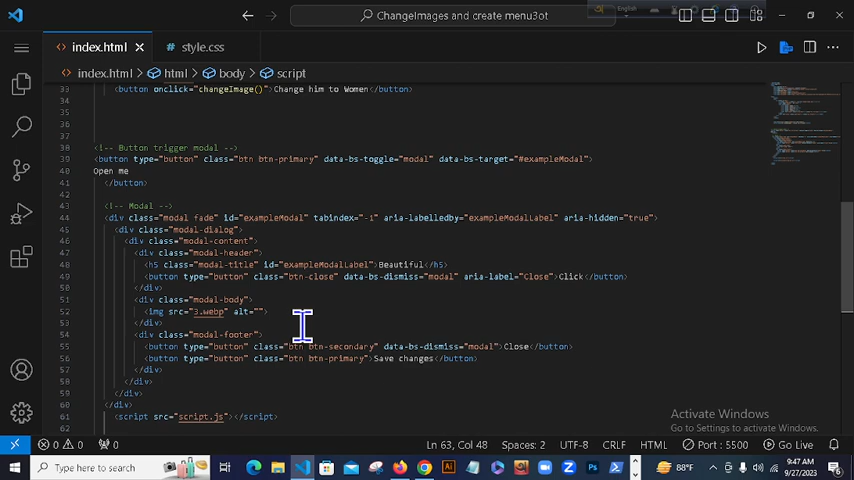 ChangeImages and create menu3ot
English
index.html
style.css
index.html > html > body > script
33 <button onclick="changeImage()">Change him to Women</button>
34
35
36
37
38 <!-- Button trigger modal -->
39 <button type="button" class="btn btn-primary" data-bs-toggle="modal" data-bs-target="#exampleModal">
40 Open me
41 </button>
42
43 <!-- Modal -->
44 <div class="modal fade" id="exampleModal" tabindex="-1" aria-labelledby="exampleModalLabel" aria-hidden="true">
45 <div class="modal-dialog">
46 <div class="modal-content">
47 <div class="modal-header">
48 <h5 class="modal-title" id="exampleModalLabel">Beautiful</h5>
49 <button type="button" class="btn-close" data-bs-dismiss="modal" aria-label="Close">Click</button>
50 </div>
51 <div class="modal-body">
52 <img src="3.webp" alt="">
53 </div>
54 <div class="modal-footer">
55 <button type="button" class="btn btn-secondary" data-bs-dismiss="modal">Close</button>
56 <button type="button" class="btn btn-primary">Save changes</button>
57 </div>
58 </div>
59 </div>
60 </div>
61 <script src="script.js"></script>
62
Activate Windows
Go to Settings to activate Windows.
0 0 0 Ln 63, Col 48 Spaces: 2 UTF-8 CRLF HTML Port : 5500 Go Live
Type here to search
88°F
9:47 AM
9/27/2023